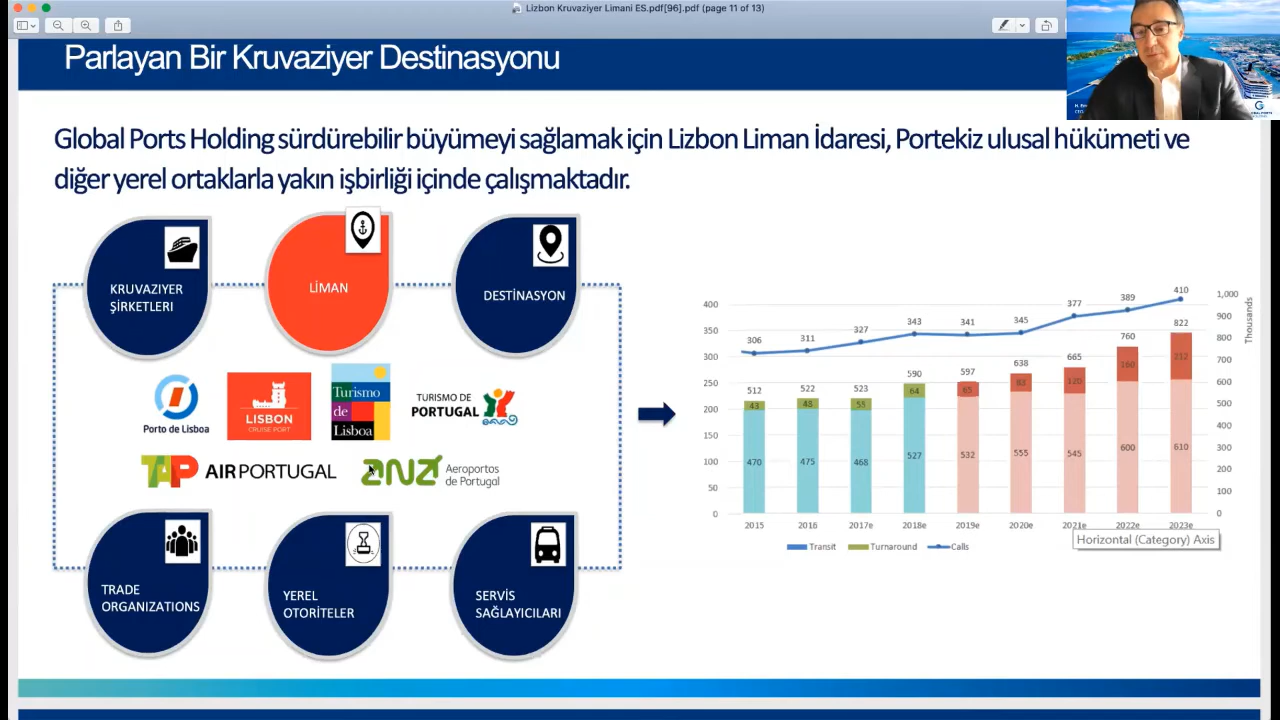 Lizbon Kruvaziyer Limani ES.pdf[96].pdf (page 11 of 13)
Parlayan Bir Kruvaziyer Destinasyonu
Global Ports Holding sürdürebilir büyümeyi sağlamak için Lizbon Liman İdaresi, Portekiz ulusal hükümeti ve
diğer yerel ortaklarla yakın işbirliği içinde çalışmaktadır.
KRUVAZIYER
ŞİRKETLERI
LİMAN
DESTİNASYON
Porto de Lisboa
LISBON
CRUISE PORT
Turismo
de
Lisboa
TURISMO DE
PORTUGAL
TAP AIRPORTUGAL
ana Aeroportos
de Portugal
TRADE
ORGANIZATIONS
YEREL
OTORİTELER
SERVİS
SAĞLAYICILARI
400
350
300
250
200
150
100
50
0
306 311 327 343 341 345 377 389 410
512 522 523 590 597 638 665 760 822
43 48 55 64 65 83 120 160 212
470 475 468 527 532 555 545 600 610
1,000
900
800
700
600
500
400
300
200
100
0
Thousands
2015 2016 2017e 2018e 2019e 2020e 2021e 2022e 2023e
Horizontal (Category) Axis
Transit Turnaround Calls